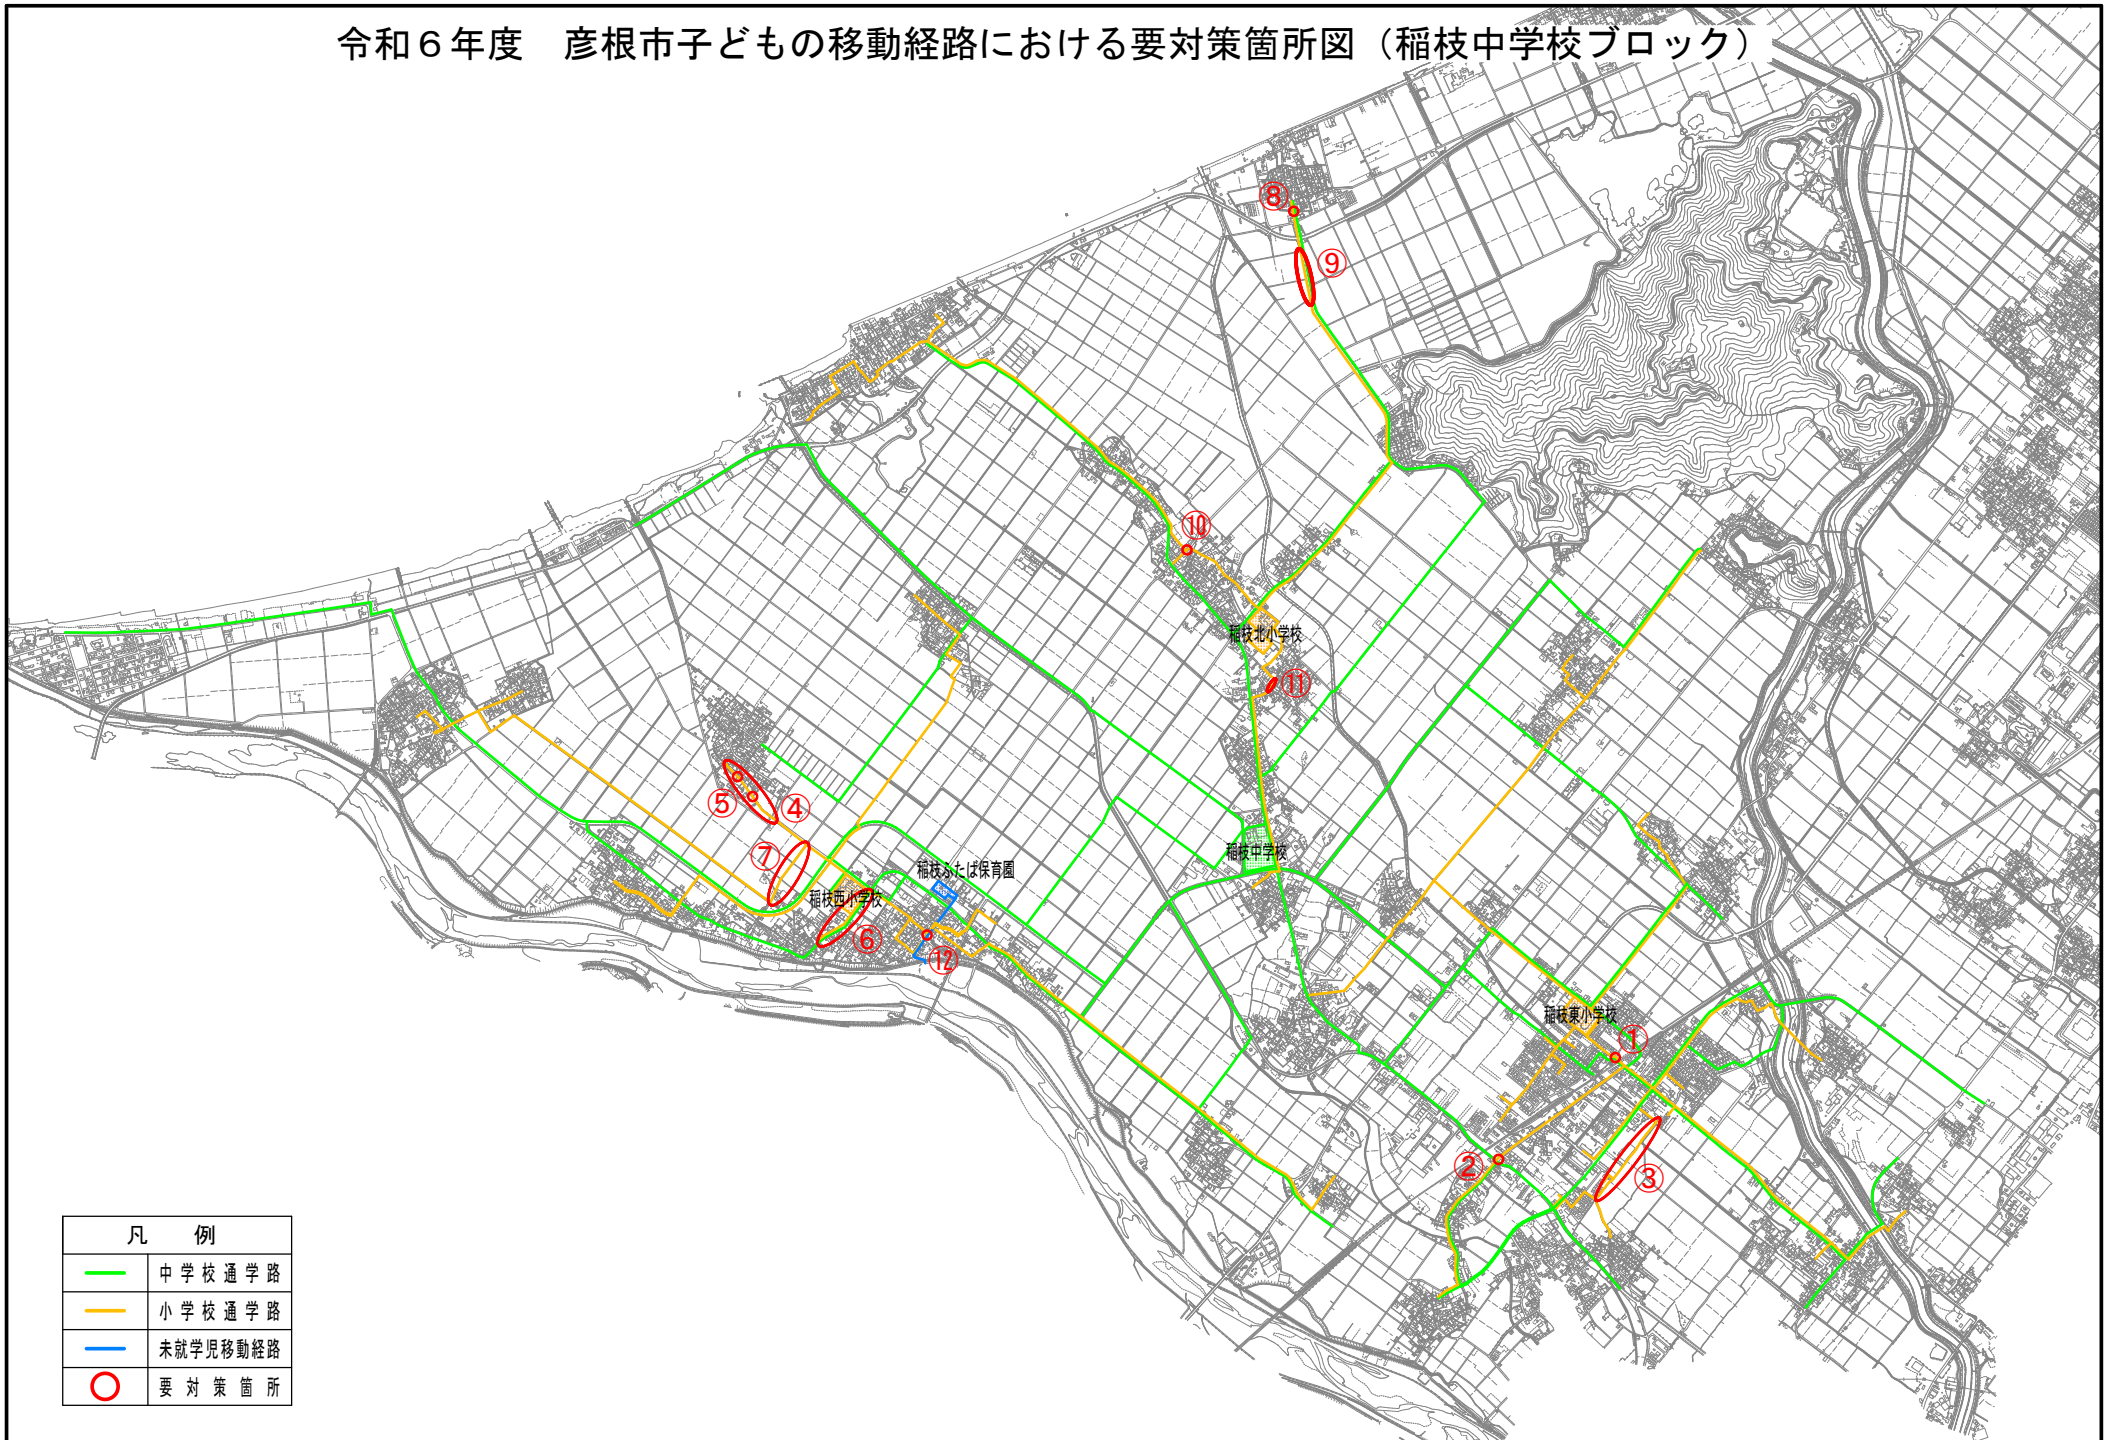 令和６年度　彦根市子どもの移動経路における要対策箇所図（稲枝中学校ブロック）
⑧
⑨
⑩
稲枝北小学校
⑪
⑤
④
⑦
稲枝中学校
稲枝ふたば保育園
稲枝西小学校
⑥
⑫
稲枝東小学校
①
②
③
凡　例
中学校通学路
小学校通学路
未就学児移動経路
要対策箇所